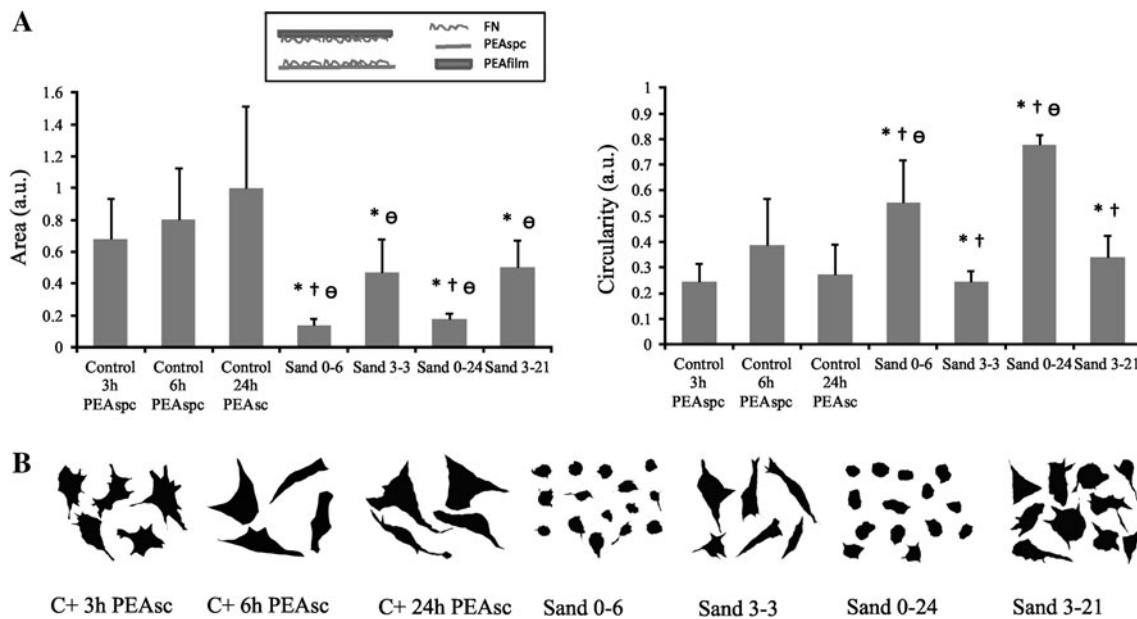 A
FN
PEAspc
PEAfilm
Area (a.u.)
1.6
1.4
1.2
1
0.8
0.6
0.4
0.2
0
* † ɵ
* ɵ
* † ɵ
* ɵ
Control 3h PEAspc
Control 6h PEAspc
Control 24h PEAsc
Sand 0-6
Sand 3-3
Sand 0-24
Sand 3-21
Circularity (a.u.)
1
0.9
0.8
0.7
0.6
0.5
0.4
0.3
0.2
0.1
0
* † ɵ
* †
* † ɵ
* †
Control 3h PEAspc
Control 6h PEAspc
Control 24h PEAsc
Sand 0-6
Sand 3-3
Sand 0-24
Sand 3-21
B
C+ 3h PEAsc
C+ 6h PEAsc
C+ 24h PEAsc
Sand 0-6
Sand 3-3
Sand 0-24
Sand 3-21